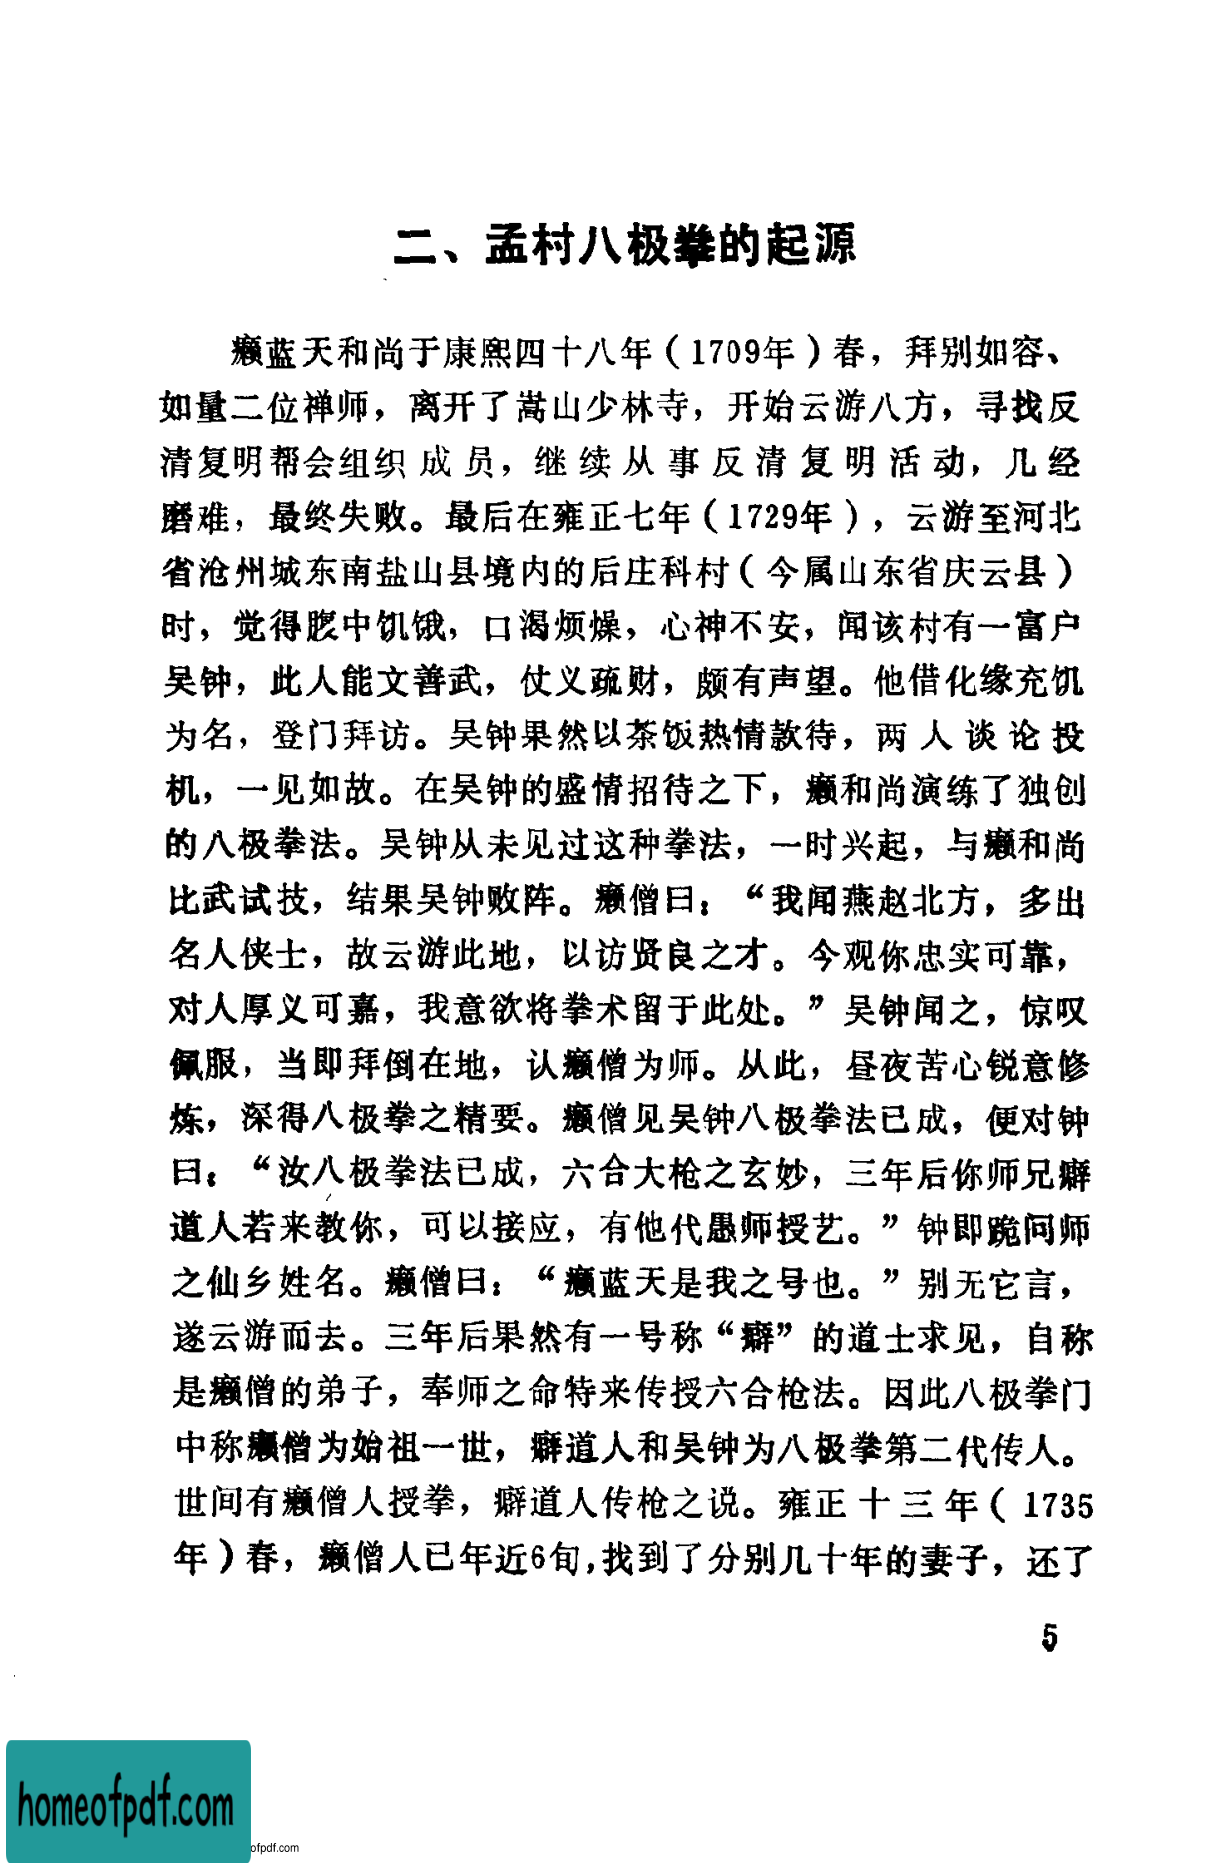 二、孟村八极拳的起源
癞蓝天和尚于康熙四十八年（1709年）春，拜别如容、
如量二位禅师，离开了嵩山少林寺，开始云游八方，寻找反
清复明帮会组织成员，继续从事反清复明活动，几经
磨难，最终失败。最后在雍正七年（1729年），云游至河北
省沧州城东南盐山县境内的后庄科村（今属山东省庆云县）
时，觉得腹中饥饿，口渴烦燥，心神不安，闻该村有一富户
吴钟，此人能文善武，仗义疏财，颇有声望。他借化缘充饥
为名，登门拜访。吴钟果然以茶饭热情款待，两人谈论投
机，一见如故。在吴钟的盛情招待之下，癞和尚演练了独创
的八极拳法。吴钟从未见过这种拳法，一时兴起，与癞和尚
比武试技，结果吴钟败阵。癞僧曰：“我闻燕赵北方，多出
名人侠士，故云游此地，以访贤良之才。今观你忠实可靠，
对人厚义可嘉，我意欲将拳术留于此处。”吴钟闻之，惊叹
佩服，当即拜倒在地，认癞僧为师。从此，昼夜苦心锐意修
炼，深得八极拳之精要。癞僧见吴钟八极拳法已成，便对钟
曰：“汝八极拳法已成，六合大枪之玄妙，三年后你师兄癖
道人若来教你，可以接应，有他代愚师授艺。”钟即跪问师
之仙乡姓名。癞僧曰：“癞蓝天是我之号也。”别无它言，
遂云游而去。三年后果然有一号称“癖”的道士求见，自称
是癞僧的弟子，奉师之命特来传授六合枪法。因此八极拳门
中称癞僧为始祖一世，癖道人和吴钟为八极拳第二代传人。
世间有癞僧人授拳，癖道人传枪之说。雍正十三年（1735
年）春，癞僧人已年近6旬，找到了分别几十年的妻子，还了
5
homeofpdf.com
ofpdf.com